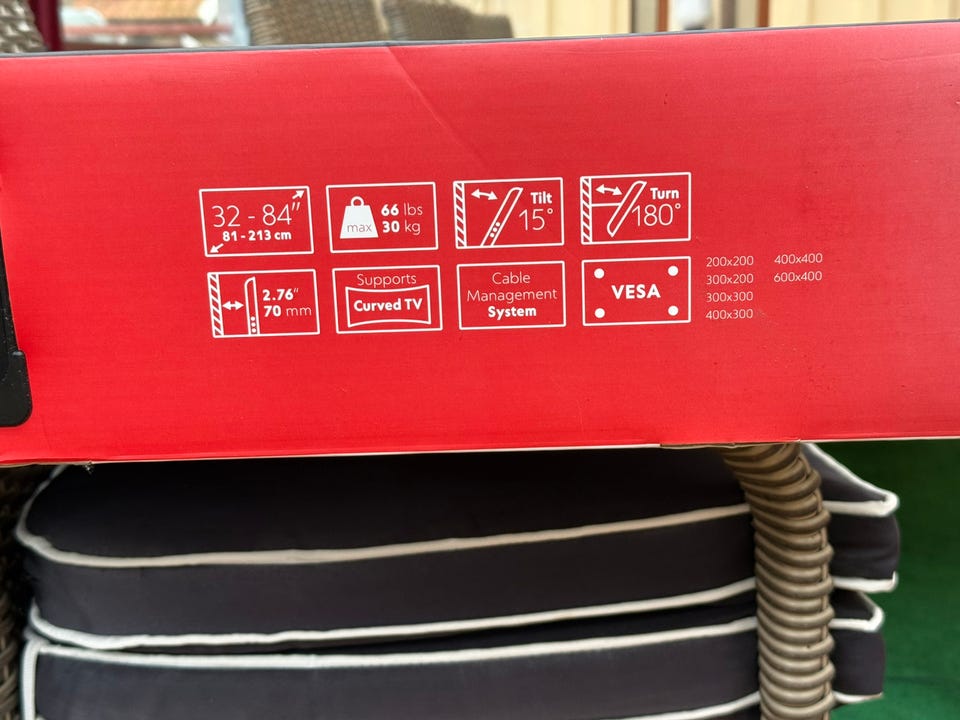 32 - 84"
81 - 213 cm
66 lbs
max 30 kg
Tilt
15°
Turn
180°
2.76"
70 mm
Supports
Curved TV
Cable
Management
System
VESA
200x200 400x400
300x200 600x400
300x300
400x300